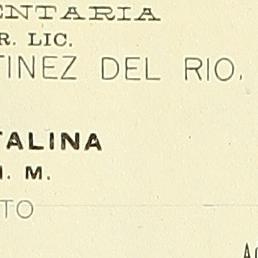 ENTARIA
R. LIC.
TINEZ DEL RIO.
TALINA
M.
TO